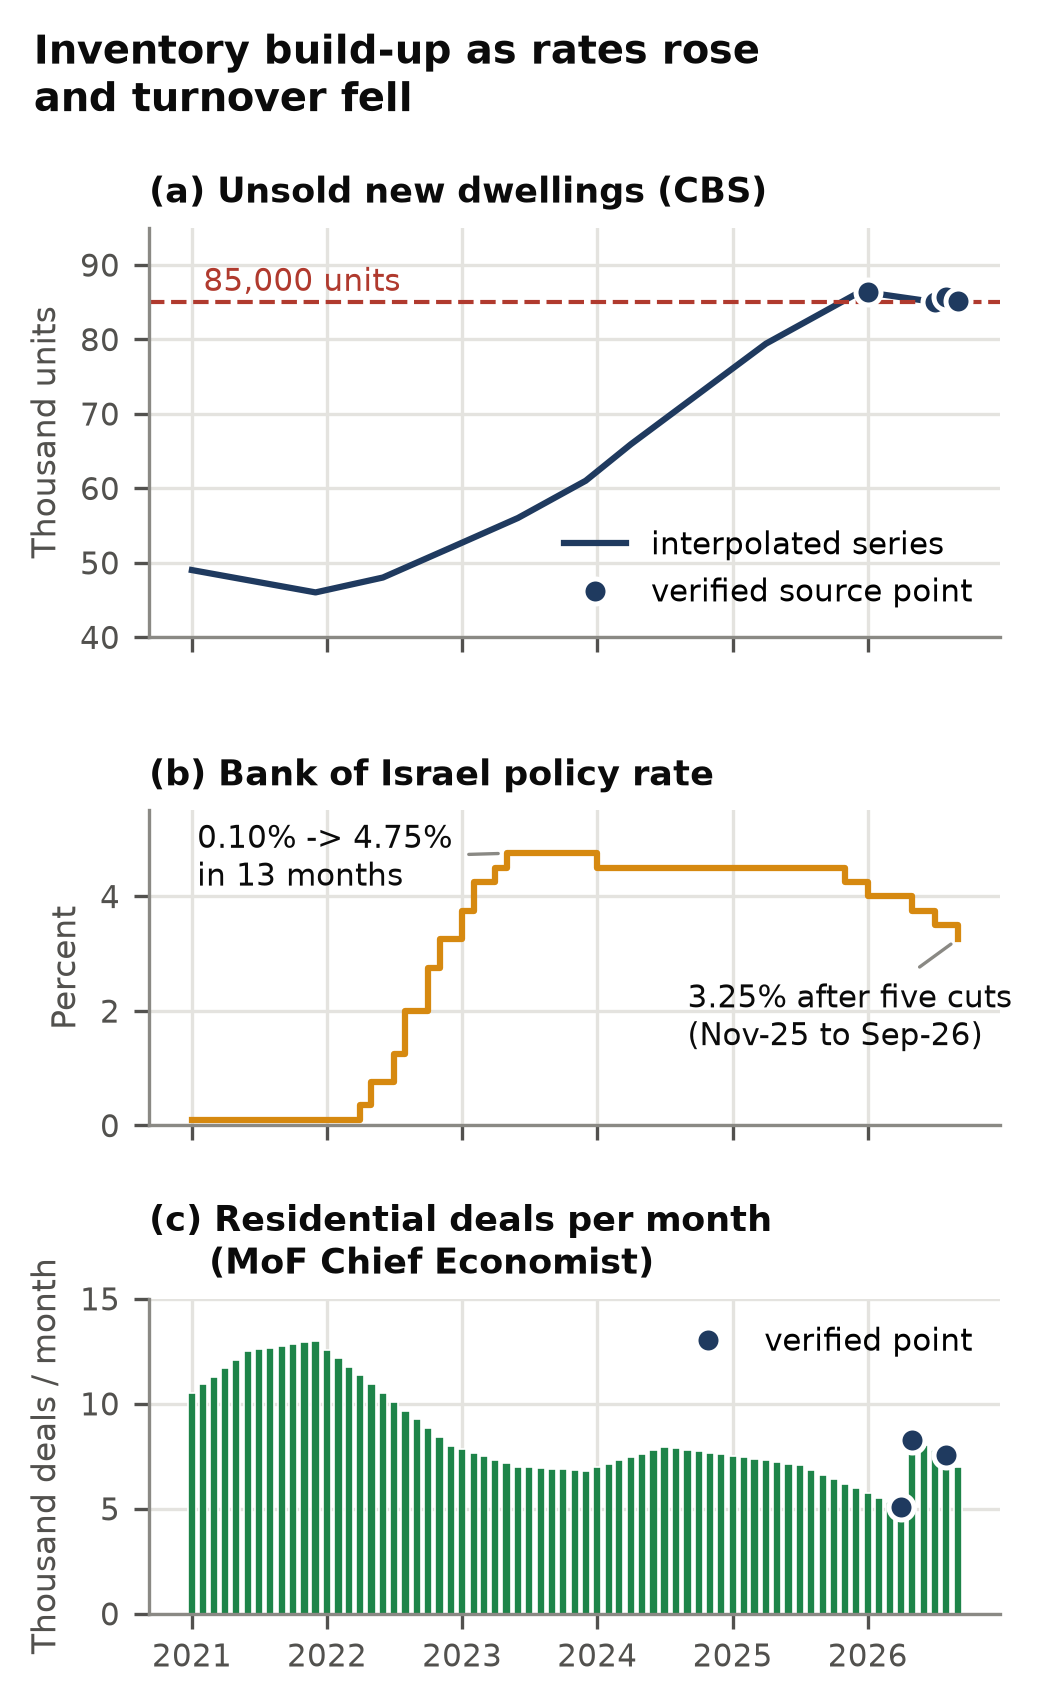 Inventory build-up as rates rose
and turnover fell
(a) Unsold new dwellings (CBS)
Thousand units
90
80
70
60
50
40
85,000 units
interpolated series
verified source point
(b) Bank of Israel policy rate
Percent
4
2
0
0.10% -> 4.75%
in 13 months
3.25% after five cuts
(Nov-25 to Sep-26)
(c) Residential deals per month
(MoF Chief Economist)
Thousand deals / month
15
10
5
0
verified point
2021 2022 2023 2024 2025 2026